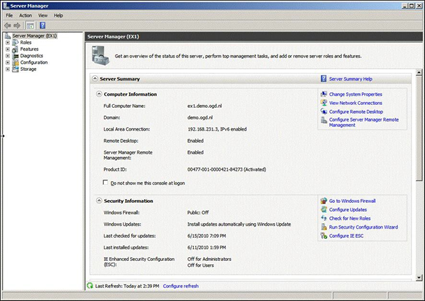 Server Manager
File Action View Help
Server Manager (EX1)
Roles
Features
Diagnostics
Configuration
Storage
Server Manager (EX1)
Get an overview of the status of this server, perform top management tasks, and add or remove server roles and features.
Server Summary
Server Summary Help
Computer Information
Full Computer Name: ex1.demo.ogd.nl
Domain: demo.ogd.nl
Local Area Connection: 192.168.231.3, IPv6 enabled
Remote Desktop: Enabled
Server Manager Remote Management: Enabled
Product ID: 00477-001-0000421-84273 (Activated)
Do not show me this console at logon
Change System Properties
View Network Connections
Configure Remote Desktop
Configure Server Manager Remote
Management
Security Information
Windows Firewall: Public: Off
Windows Updates: Install updates automatically using Windows Update
Last checked for updates: 6/15/2010 7:09 PM
Last installed updates: 6/11/2010 1:59 PM
IE Enhanced Security Configuration (ESC): Off for Administrators
Off for Users
Go to Windows Firewall
Configure Updates
Check for New Roles
Run Security Configuration Wizard
Configure IE ESC
Last Refresh: Today at 2:39 PM Configure refresh